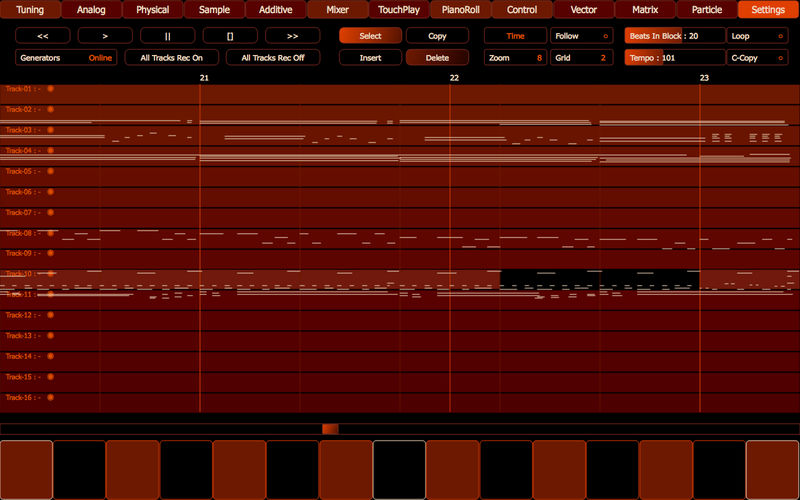 Tuning Analog Physical Sample Additive Mixer TouchPlay PianoRoll Control Vector Matrix Particle Settings
<< > || [] >> Select Copy Time Follow o Beats In Block : 20 Loop o
Generators Online All Tracks Rec On All Tracks Rec Off Insert Delete Zoom 8 Grid 2 Tempo : 101 C-Copy o
21 22 23
Track-01 : -
Track-02 : -
Track-03 : -
Track-04 : -
Track-05 : -
Track-06 : -
Track-07 : -
Track-08 : -
Track-09 : -
Track-10 : -
Track-11 : -
Track-12 : -
Track-13 : -
Track-14 : -
Track-15 : -
Track-16 : -